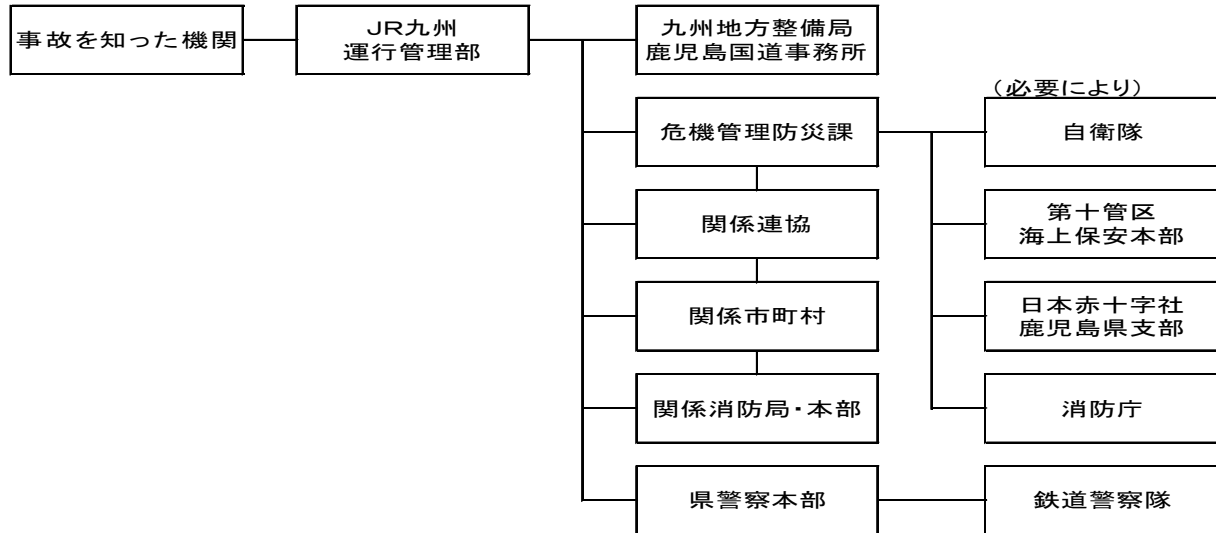 事故を知った機関
JR九州
運行管理部
九州地方整備局
鹿児島国道事務所
(必要により)
危機管理防災課
自衛隊
関係連協
第十管区
海上保安本部
関係市町村
日本赤十字社
鹿児島県支部
関係消防局・本部
消防庁
県警察本部
鉄道警察隊